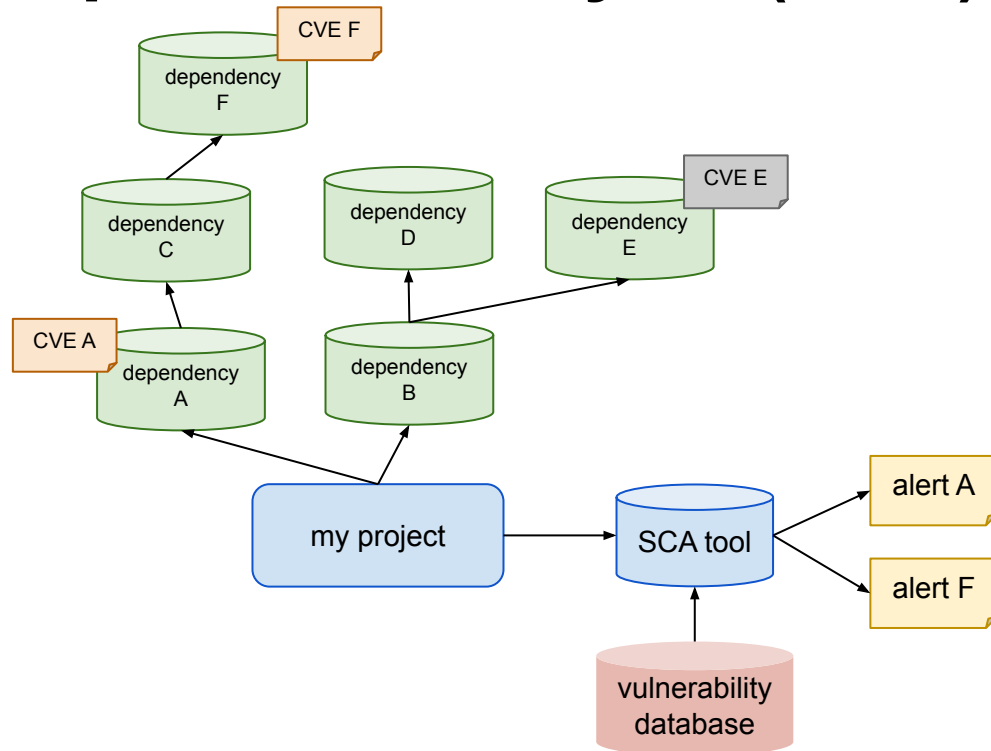 CVE F
dependency
F
CVE E
dependency
C
dependency
D
dependency
E
CVE A
dependency
A
dependency
B
my project
SCA tool
alert A
alert F
vulnerability
database